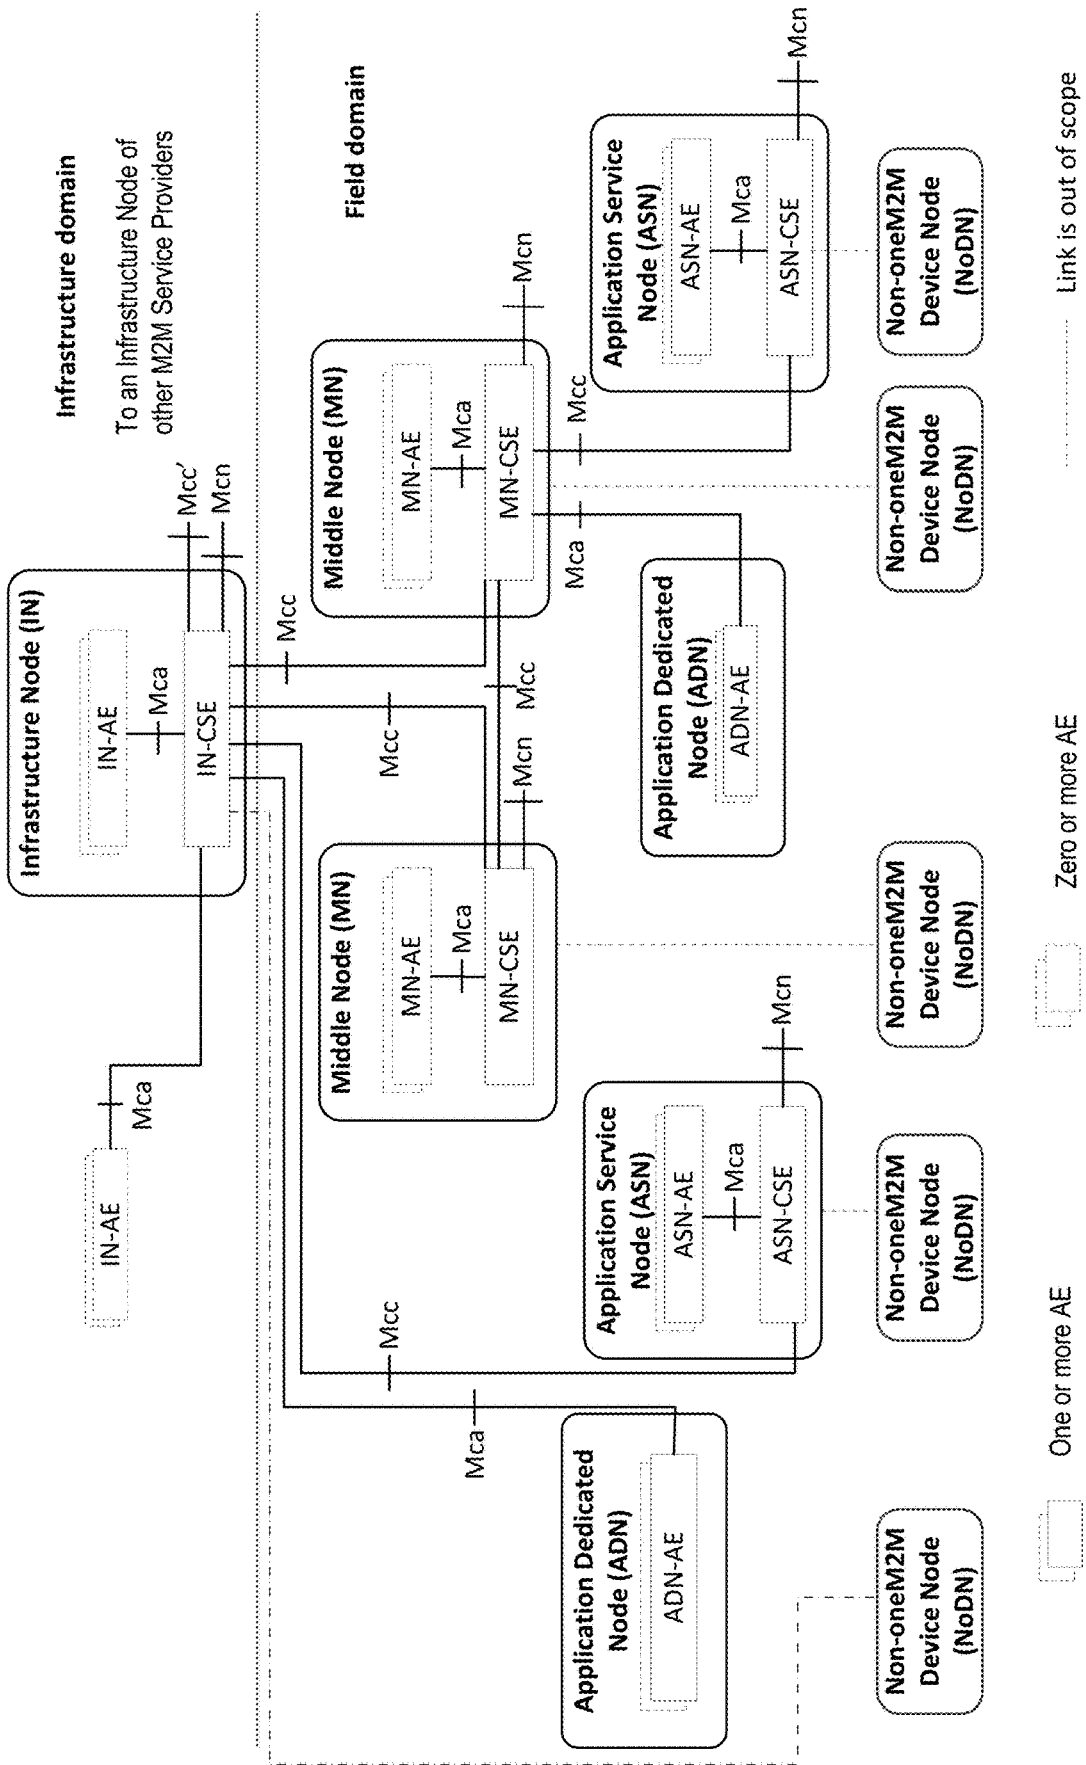 Infrastructure domain
To an Infrastructure Node of
other M2M Service Providers
Infrastructure Node (IN)
IN-AE
Mca
IN-CSE
Mcc’
Mcn
IN-AE
Mca
Field domain
Mcc
Mcc
Mcc
Mcc
Mca
Middle Node (MN)
MN-AE
Mca
MN-CSE
Mcn
Middle Node (MN)
MN-AE
Mca
MN-CSE
Mcn
Mca
Mcc
Application Dedicated
Node (ADN)
ADN-AE
Application Service
Node (ASN)
ASN-AE
Mca
ASN-CSE
Mcn
Application Dedicated
Node (ADN)
ADN-AE
Application Service
Node (ASN)
ASN-AE
Mca
ASN-CSE
Mcn
Non-oneM2M
Device Node
(NoDN)
Non-oneM2M
Device Node
(NoDN)
Non-oneM2M
Device Node
(NoDN)
Non-oneM2M
Device Node
(NoDN)
Non-oneM2M
Device Node
(NoDN)
One or more AE
Zero or more AE
Link is out of scope